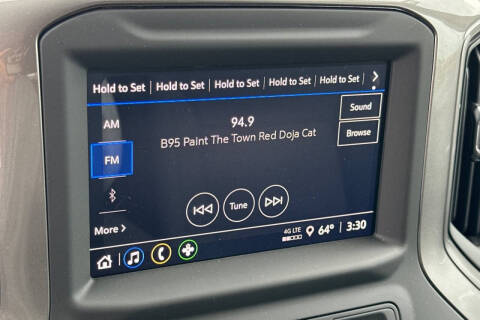 Hold to Set Hold to Set Hold to Set Hold to Set Hold to Set
AM
94.9
Sound
B95 Paint The Town Red Doja Cat
Browse
FM
Tune
More
4G LTE
64° 3:30